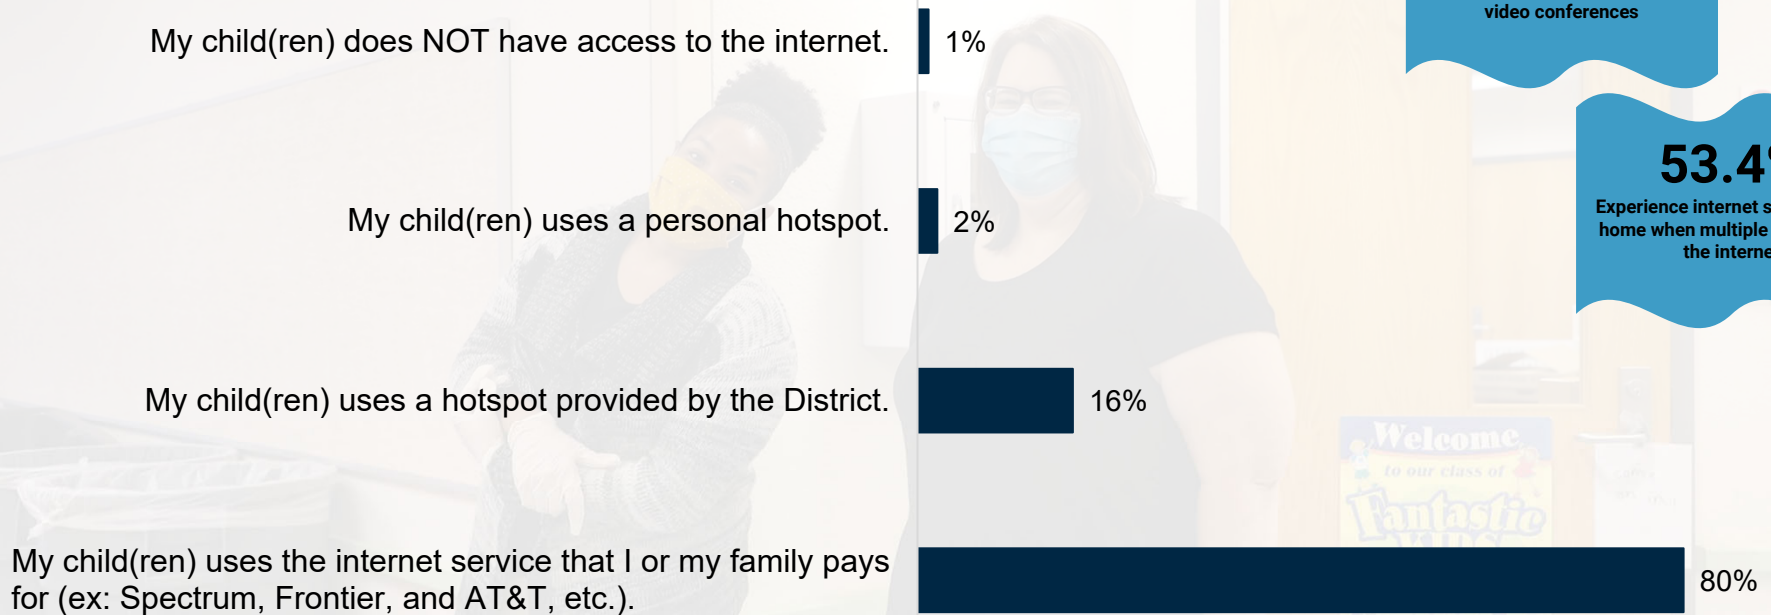 video conferences
My child(ren) does NOT have access to the internet.
1%
53.4
Experience internet
home when multiple
the
My child(ren) uses a personal hotspot.
2%
My child(ren) uses a hotspot provided by the District.
16%
Welcome
to our class of
Fantastic
KIDS
My child(ren) uses the internet service that I or my family pays
for (ex: Spectrum, Frontier, and AT&T, etc.).
80%